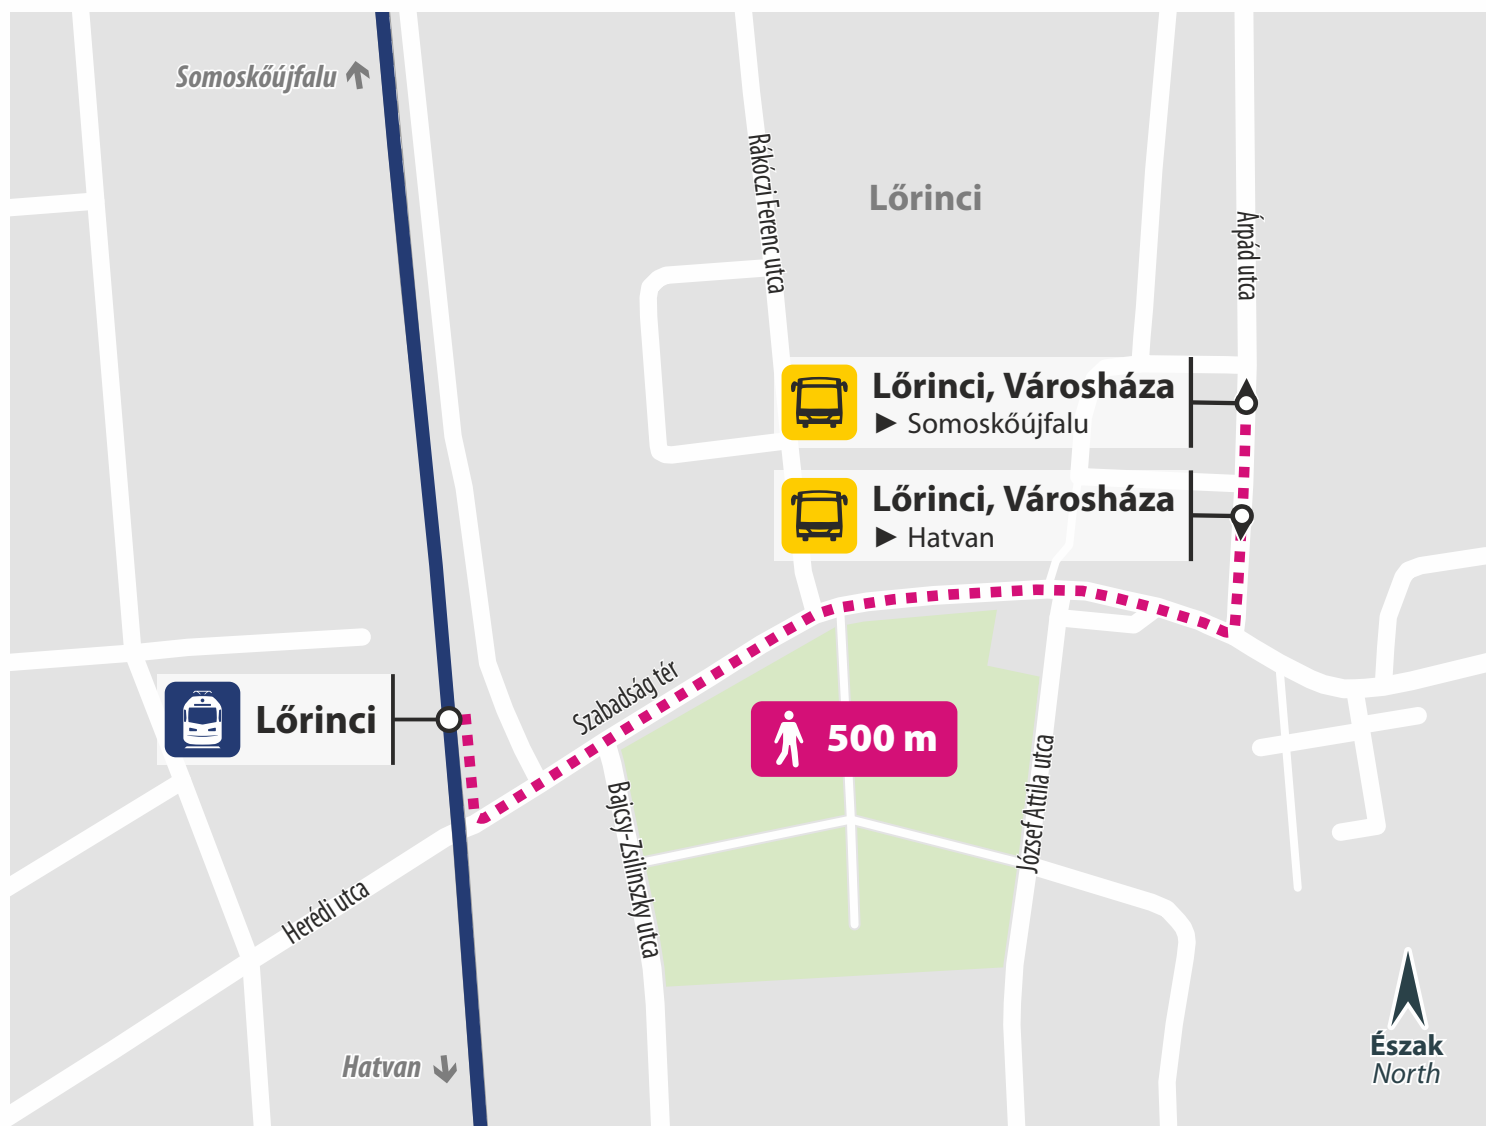 Somoskőújfalu
Rákóczi Ferenc utca
Lőrinci
Árpád utca
Lőrinci, Városháza
► Somoskőújfalu
Lőrinci, Városháza
► Hatvan
Szabadság tér
Lőrinci
500 m
József Attila utca
Bajcsy-Zsilinszky utca
Herédi utca
Hatvan
Észak
North